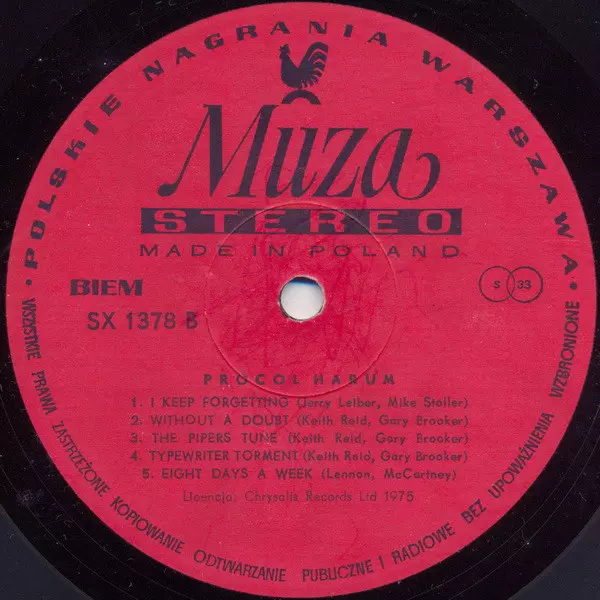 · POLSKIE NAGRANIA WARSZAWA ·
Muza
STEREO
MADE IN POLAND
BIEM
SX 1378 B
S 33
PROCOL HARUM
1. I KEEP FORGETTING (Jerry Leiber, Mike Stoller)
2. WITHOUT A DOUBT (Keith Reid, Gary Brooker)
3. THE PIPERS TUNE (Keith Reid, Gary Brooker)
4. TYPEWRITER TORMENT (Keith Reid, Gary Brooker)
5. EIGHT DAYS A WEEK (Lennon, McCartney)
Licencja: Chrysalis Records Ltd 1975
WSZYSTKIE PRAWA ZASTRZEŻONE KOPIOWANIE ODTWARZANIE PUBLICZNE I RADIOWE BEZ UPOWAŻNIENIA WZBRONIONE